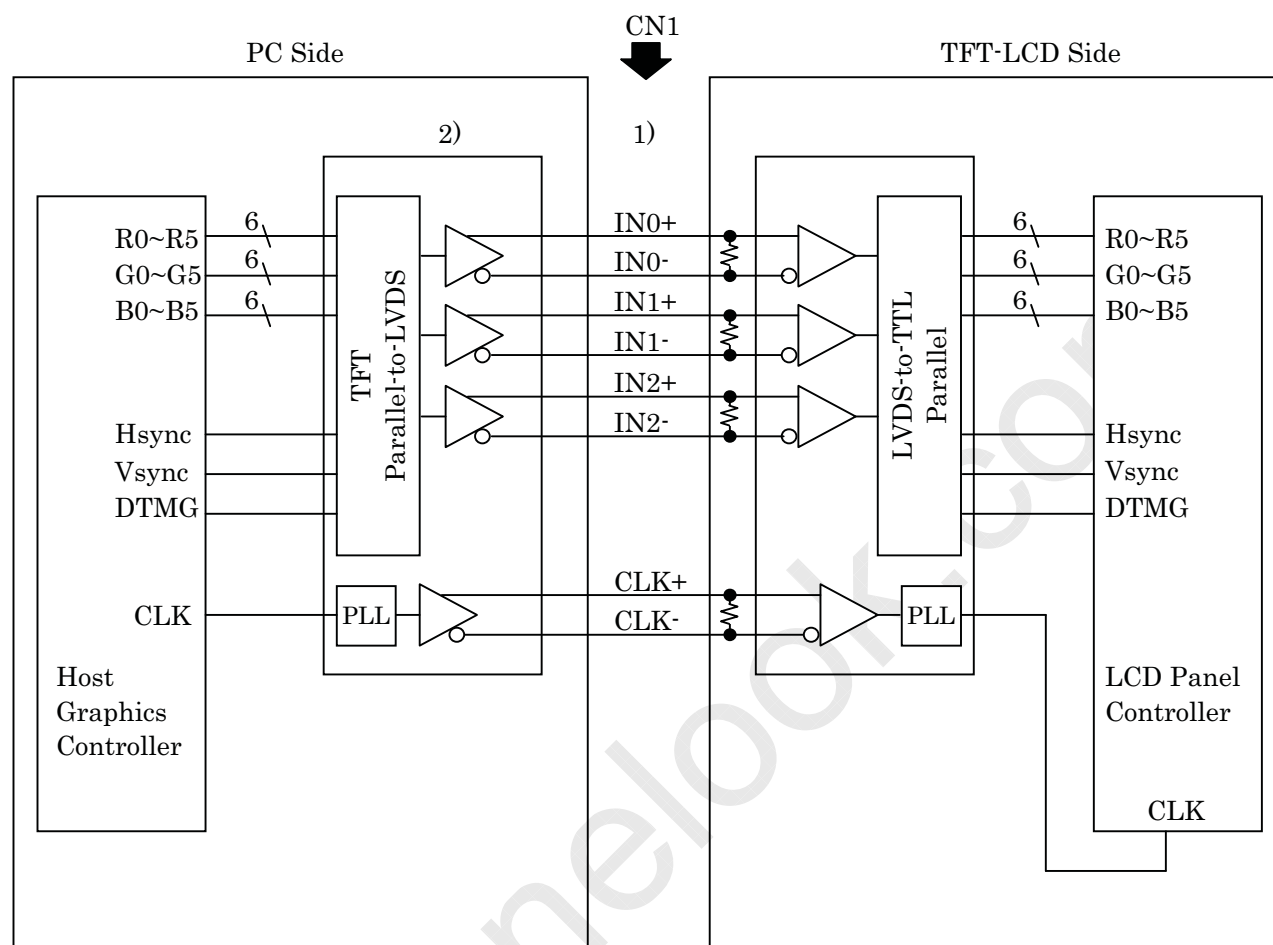 CN1
PC Side
TFT-LCD Side
2)
1)
R0~R5
G0~G5
B0~B5
6
6
6
Hsync
Vsync
DTMG
CLK
Host
Graphics
Controller
TFT
Parallel-to-LVDS
PLL
IN0+
IN0-
IN1+
IN1-
IN2+
IN2-
CLK+
CLK-
LVDS-to-TTL
Parallel
PLL
6
6
6
R0~R5
G0~G5
B0~B5
Hsync
Vsync
DTMG
LCD Panel
Controller
CLK
nelook.co